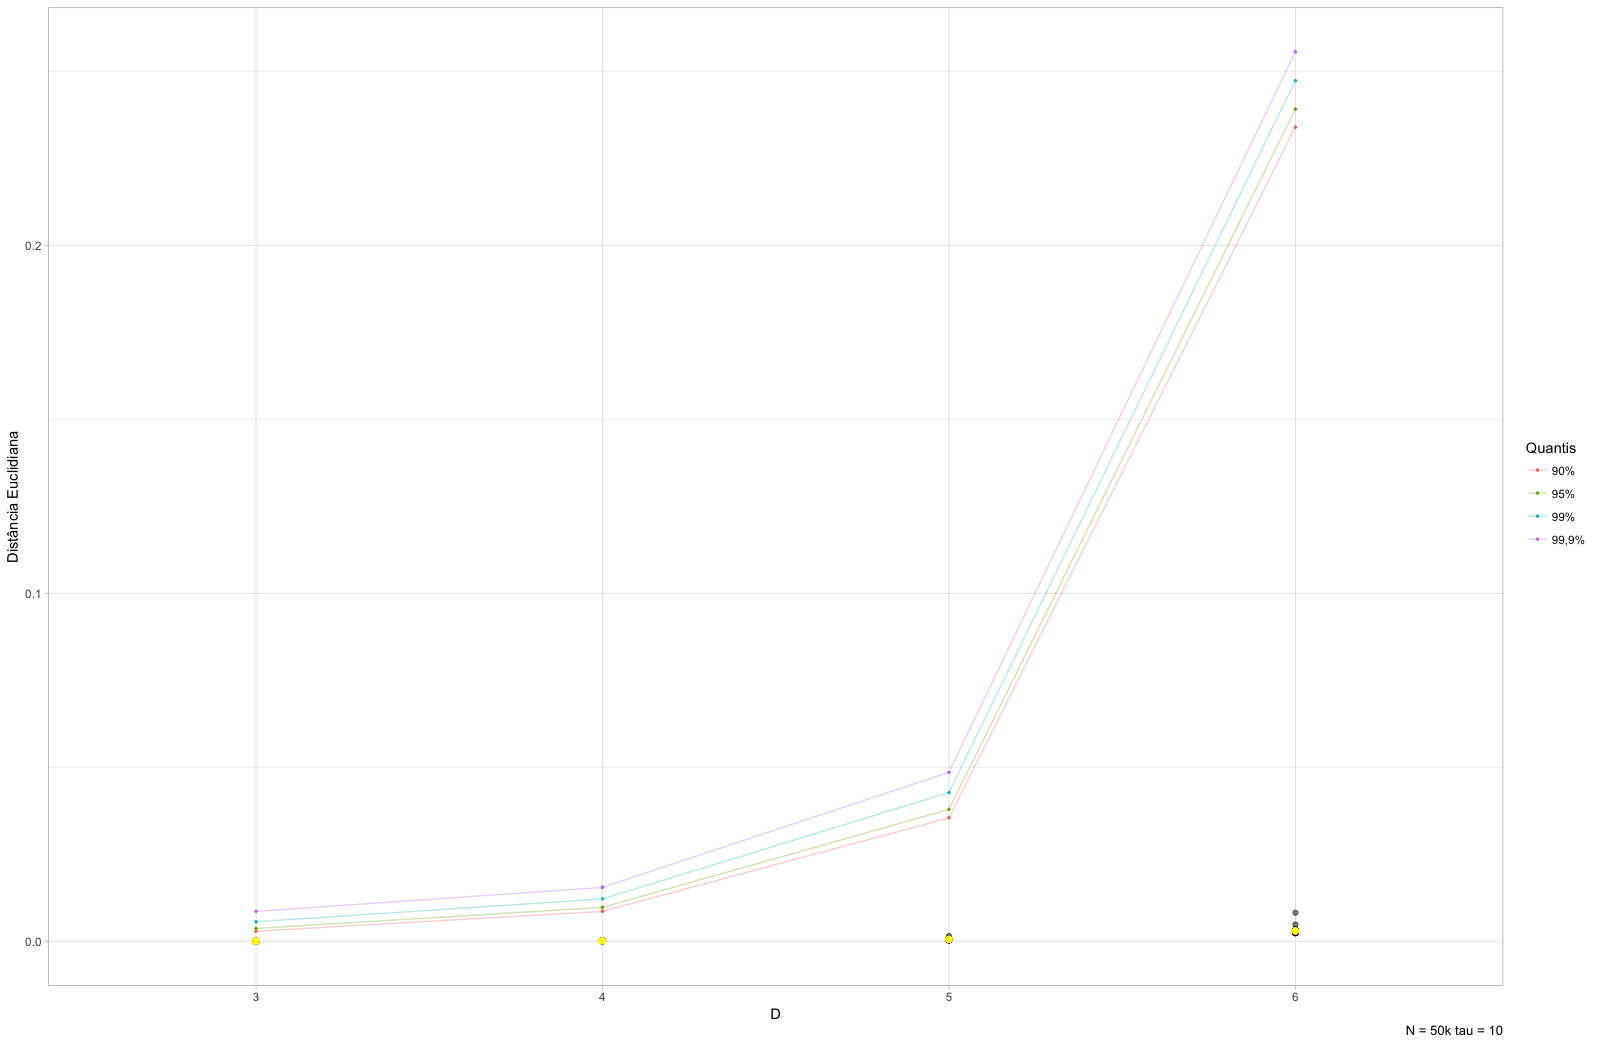 0.2
0.1
0.0
Distância Euclidiana
3 4 5 6
D
N = 50k tau = 10
Quantis
90%
95%
99%
99,9%